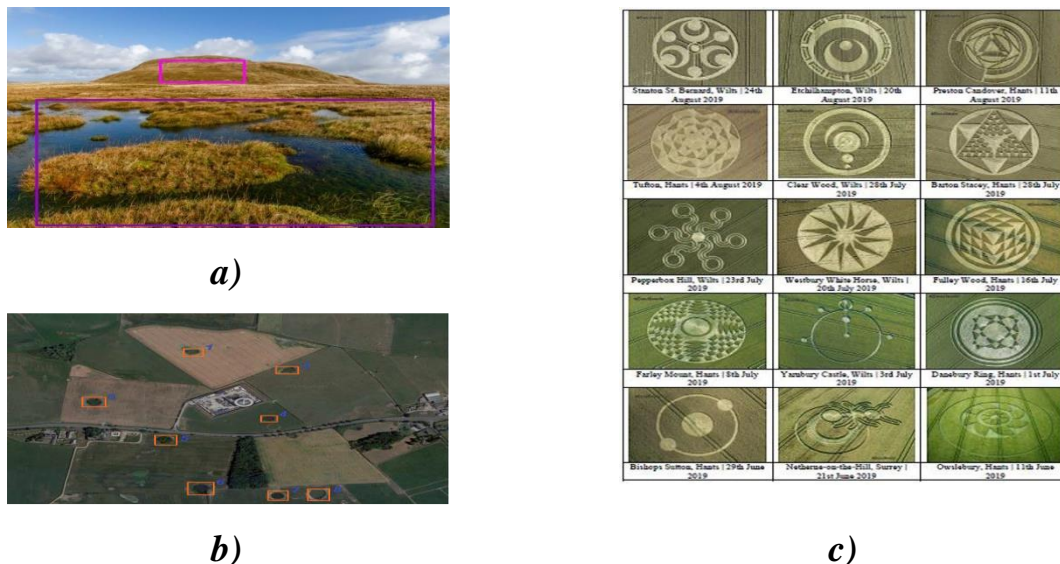 Stanton St. Bernard, Wilts | 24th
August 2019
Etchilhampton, Wilts | 20th
August 2019
Preston Candover, Hants | 11th
August 2019
Tufton, Hants | 4th August 2019
Clear Wood, Wilts | 28th July
2019
Barton Stacey, Hants | 28th July
2019
a)
Pepperbox Hill, Wilts | 23rd July
2019
Westbury White Horse, Wilts |
20th July 2019
Fulley Wood, Hants | 16th July
2019
Farley Mount, Hants | 8th July
2019
Yarnbury Castle, Wilts | 3rd July
2019
Danebury Ring, Hants | 1st July
2019
Bishops Sutton, Hants | 29th June
2019
Netherne-on-the-Hill, Surrey |
21st June 2019
Owslebury, Hants | 11th June
2019
b)
c)